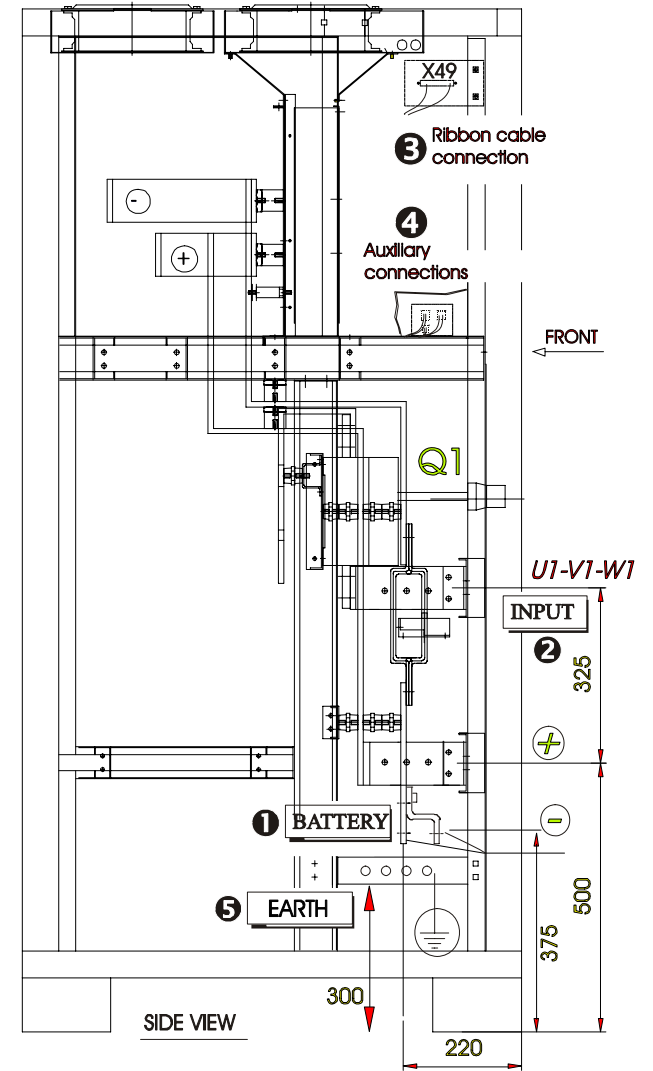 X49
3 Ribbon cable
connection
4
Auxillary
connections
-
+
FRONT
Q1
U1-V1-W1
INPUT
2
325
+
-
1 BATTERY
5 EARTH
500
375
300
SIDE VIEW
220